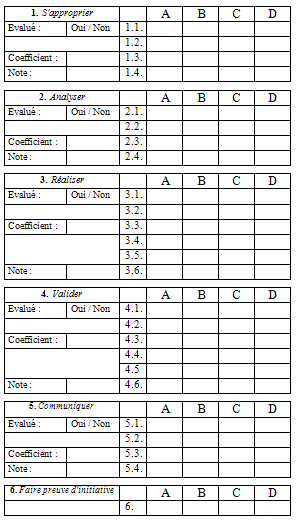 1. S'approprier A B C D
Evalué : Oui / Non 1.1.
1.2.
Coefficient : 1.3.
Note : 1.4.
2. Analyser A B C D
Evalué : Oui / Non 2.1.
2.2.
Coefficient : 2.3.
Note : 2.4.
3. Réaliser A B C D
Evalué : Oui / Non 3.1.
3.2.
Coefficient : 3.3.
3.4.
3.5.
Note : 3.6.
4. Valider A B C D
Evalué : Oui / Non 4.1.
4.2.
Coefficient : 4.3.
4.4.
4.5
Note : 4.6.
5. Communiquer A B C D
Evalué : Oui / Non 5.1.
5.2.
Coefficient : 5.3.
Note : 5.4.
6. Faire preuve d'initiative A B C D
6.